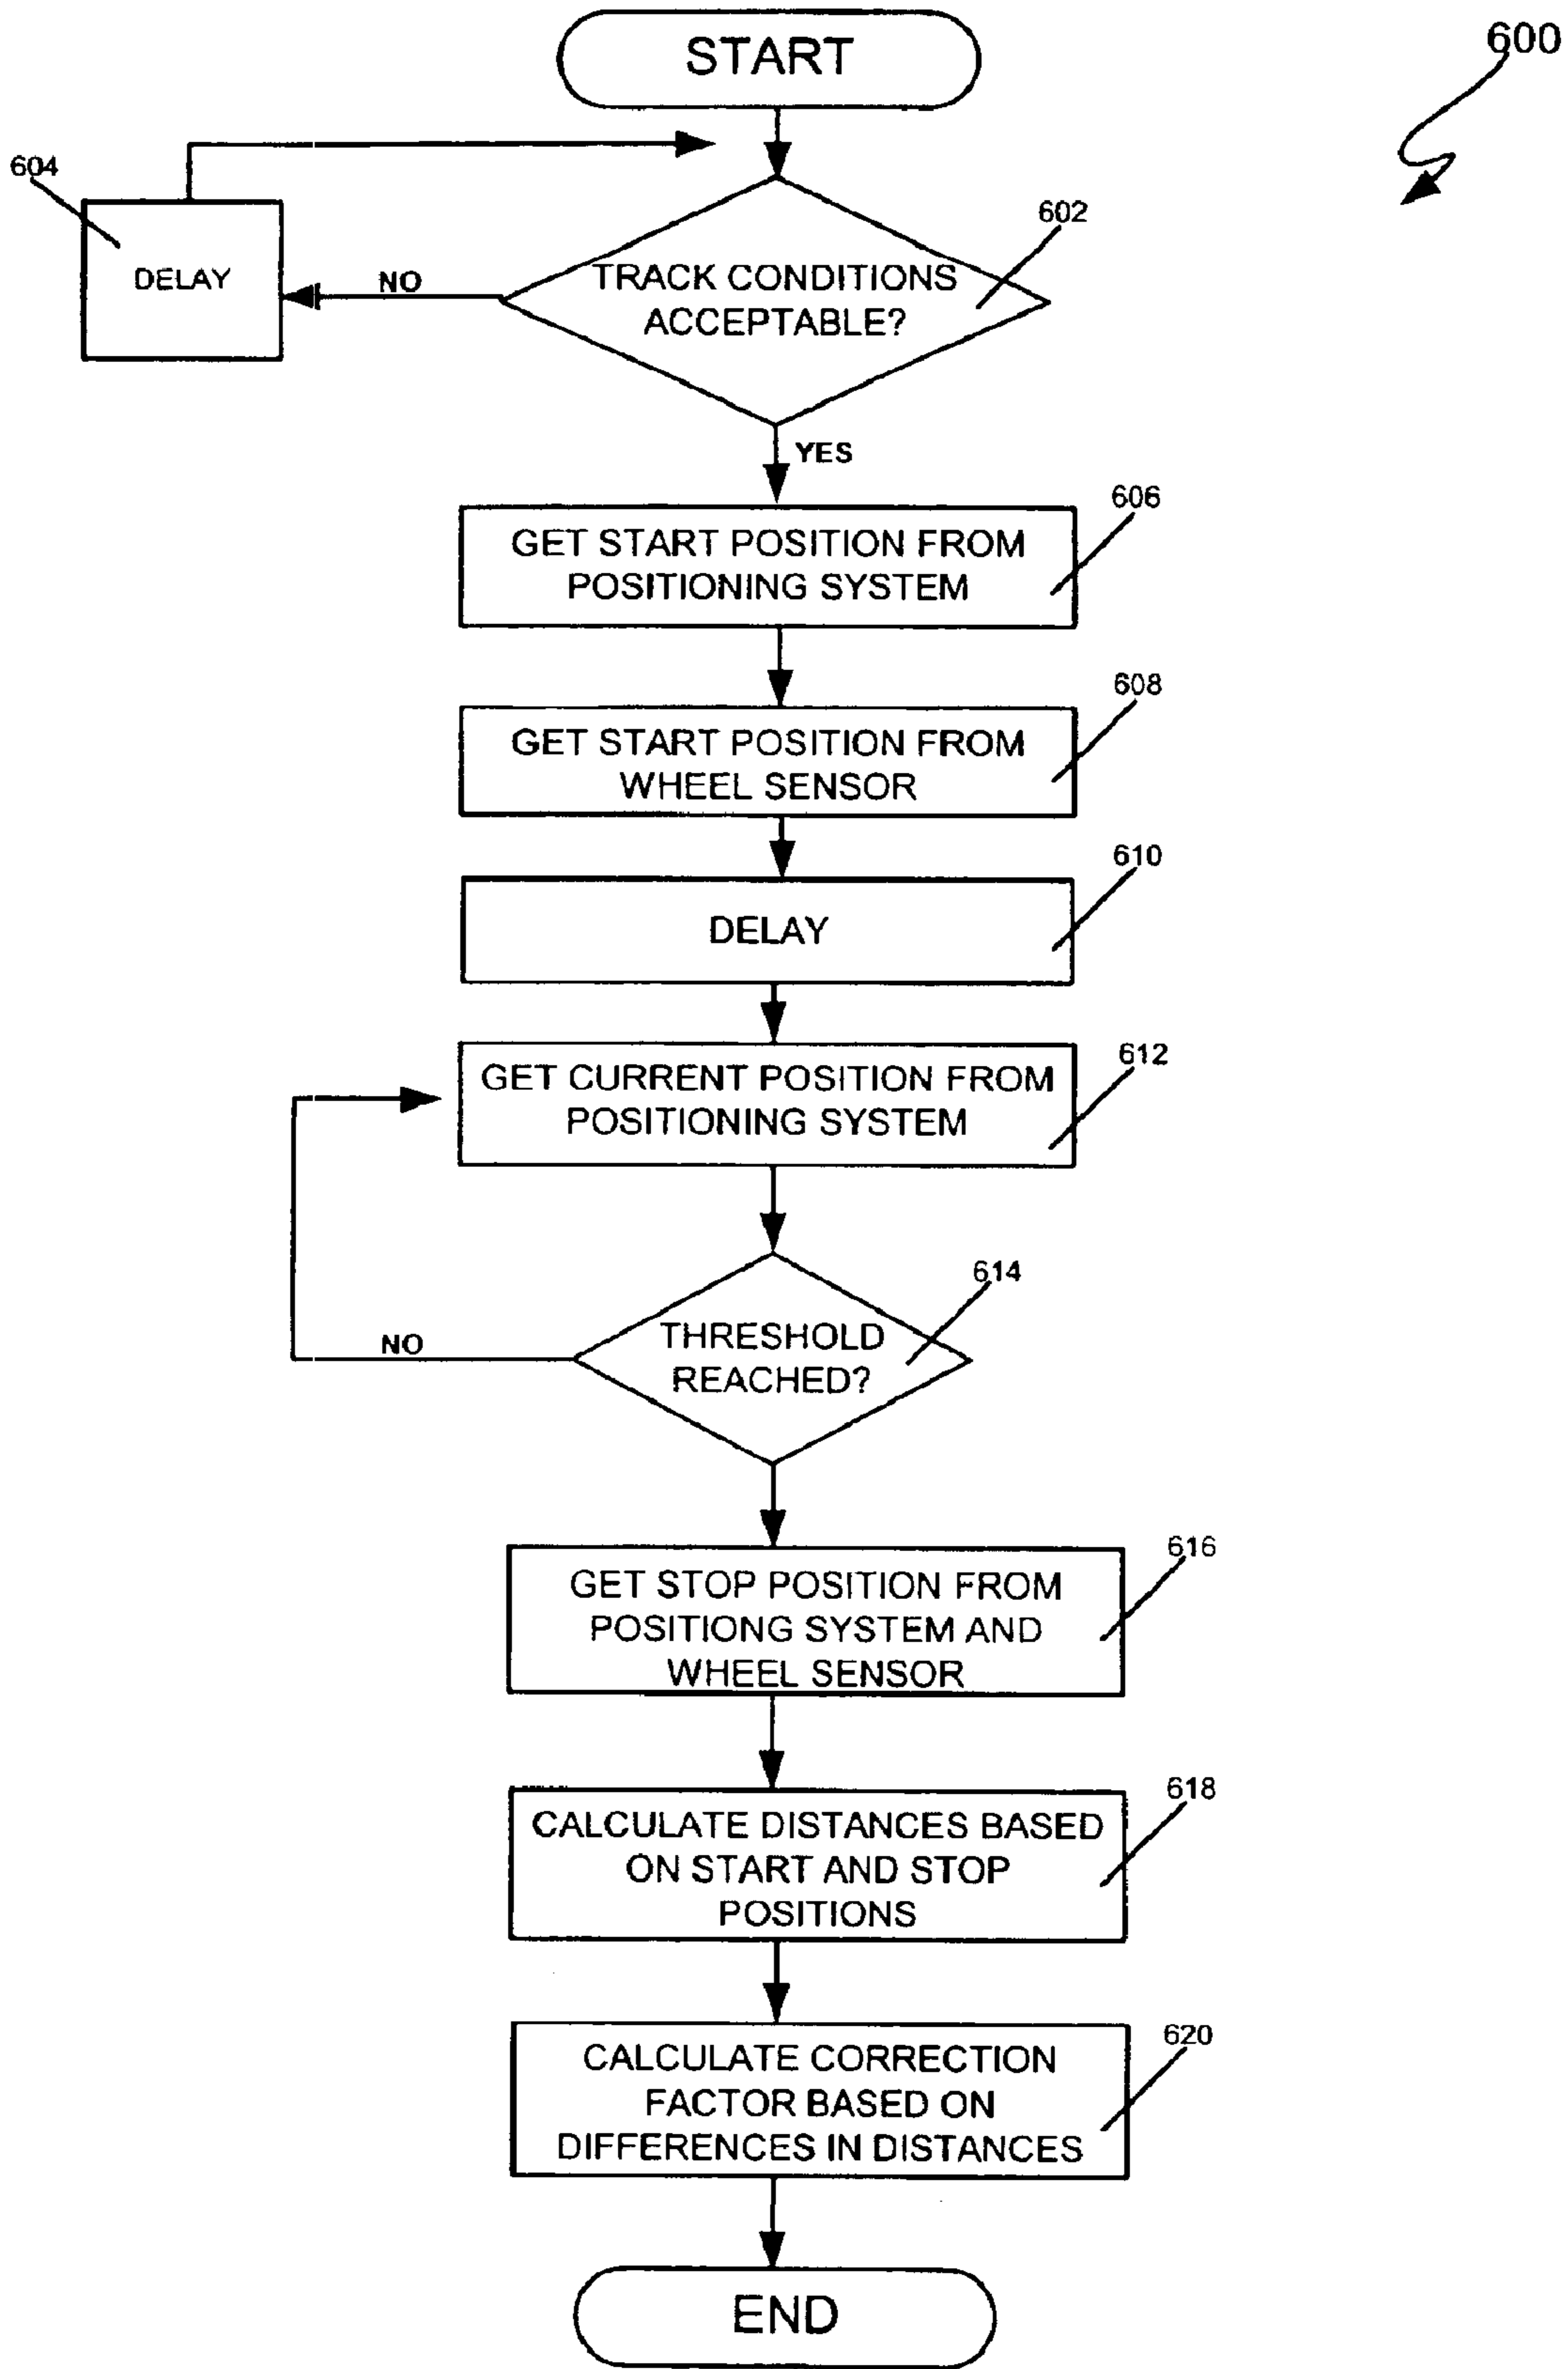 START
600
604
602
DELAY
NO
TRACK CONDITIONS
ACCEPTABLE?
YES
606
GET START POSITION FROM
POSITIONING SYSTEM
608
GET START POSITION FROM
WHEEL SENSOR
610
DELAY
612
GET CURRENT POSITION FROM
POSITIONING SYSTEM
614
NO
THRESHOLD
REACHED?
616
GET STOP POSITION FROM
POSITIONG SYSTEM AND
WHEEL SENSOR
618
CALCULATE DISTANCES BASED
ON START AND STOP
POSITIONS
620
CALCULATE CORRECTION
FACTOR BASED ON
DIFFERENCES IN DISTANCES
END